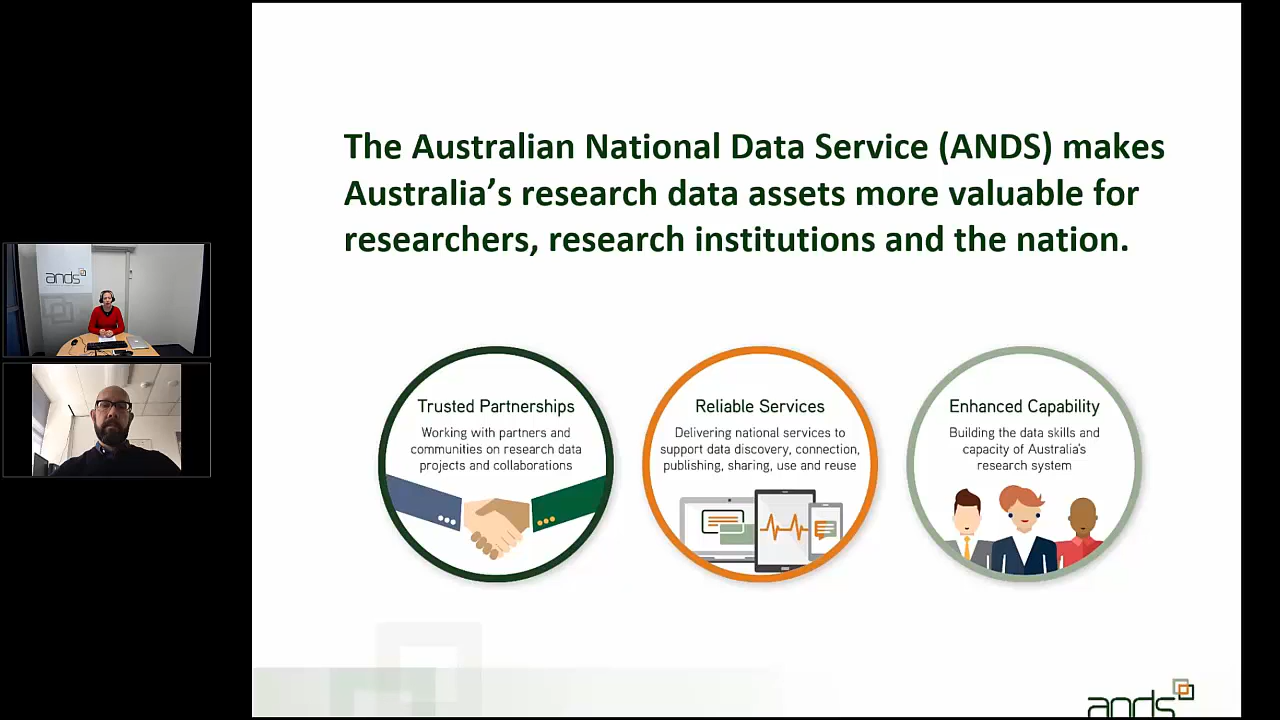 The Australian National Data Service (ANDS) makes
Australia's research data assets more valuable for
researchers, research institutions and the nation.
ands
Trusted Partnerships
Working with partners and
communities on research data
projects and collaborations
Reliable Services
Delivering national services to
support data discovery, connection,
publishing, sharing, use and reuse
Enhanced Capability
Building the data skills and
capacity of Australia's
research system
ands